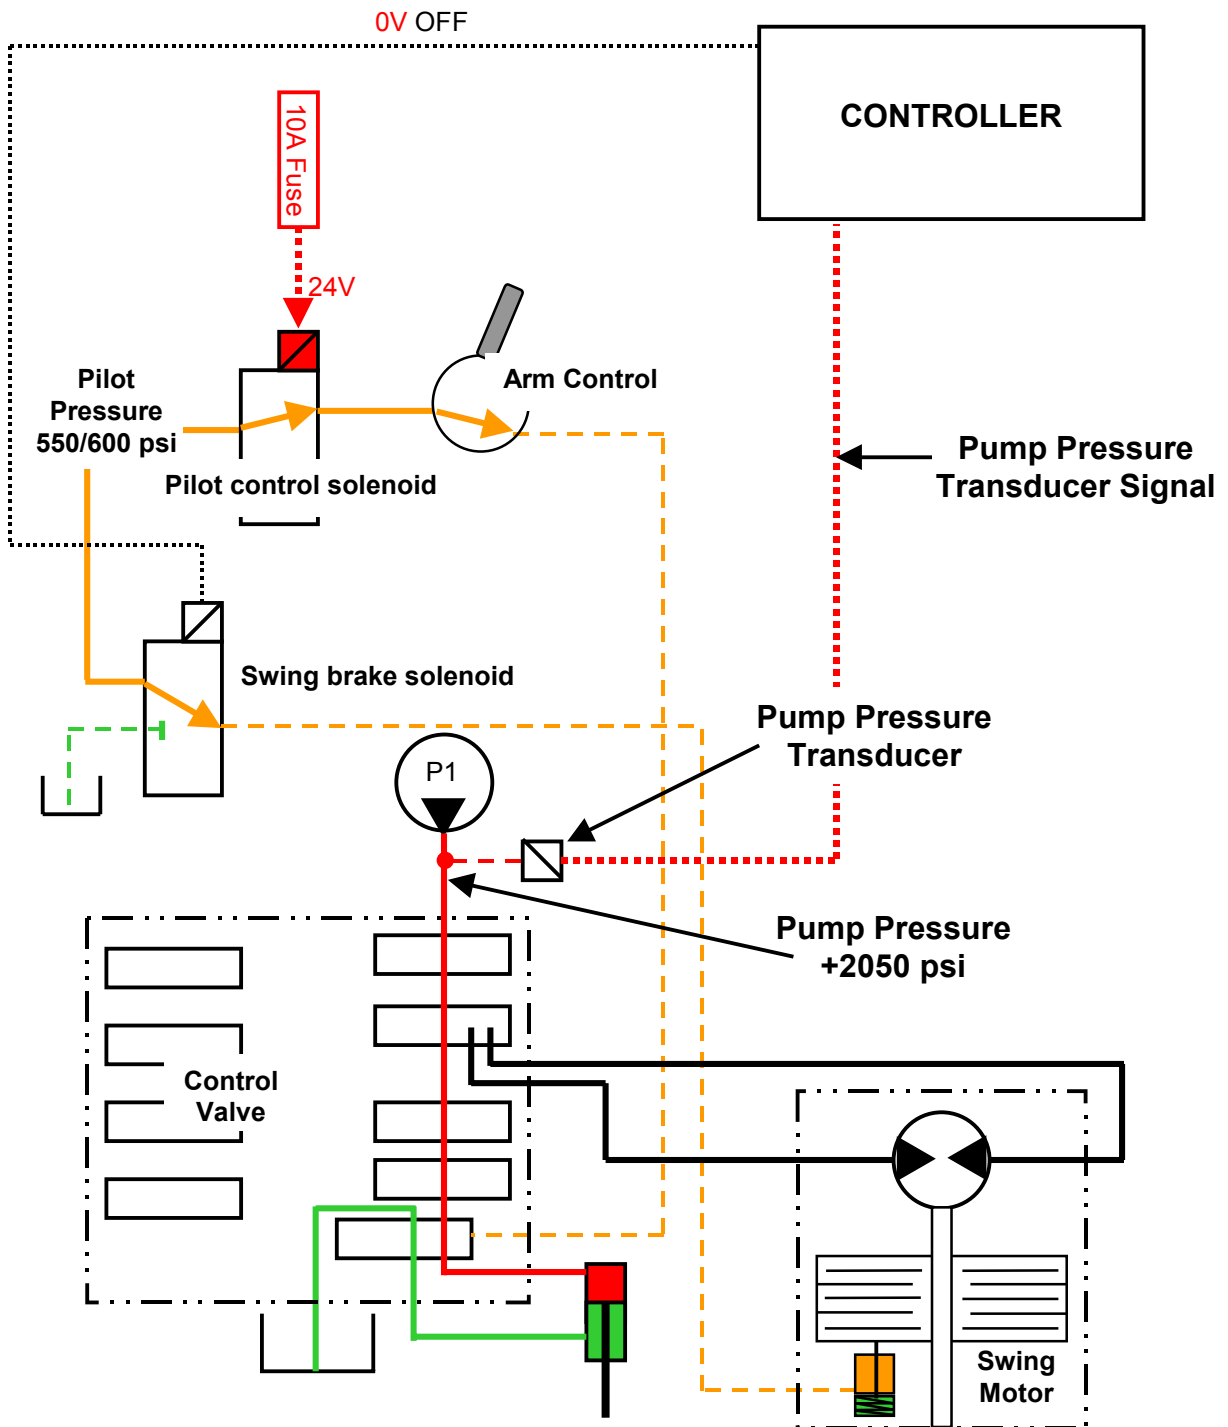 0V OFF
CONTROLLER
10A Fuse
24V
Pilot
Pressure
550/600 psi
Arm Control
Pilot control solenoid
Pump Pressure
Transducer Signal
Swing brake solenoid
Pump Pressure
Transducer
P1
Pump Pressure
+2050 psi
Control
Valve
Swing
Motor